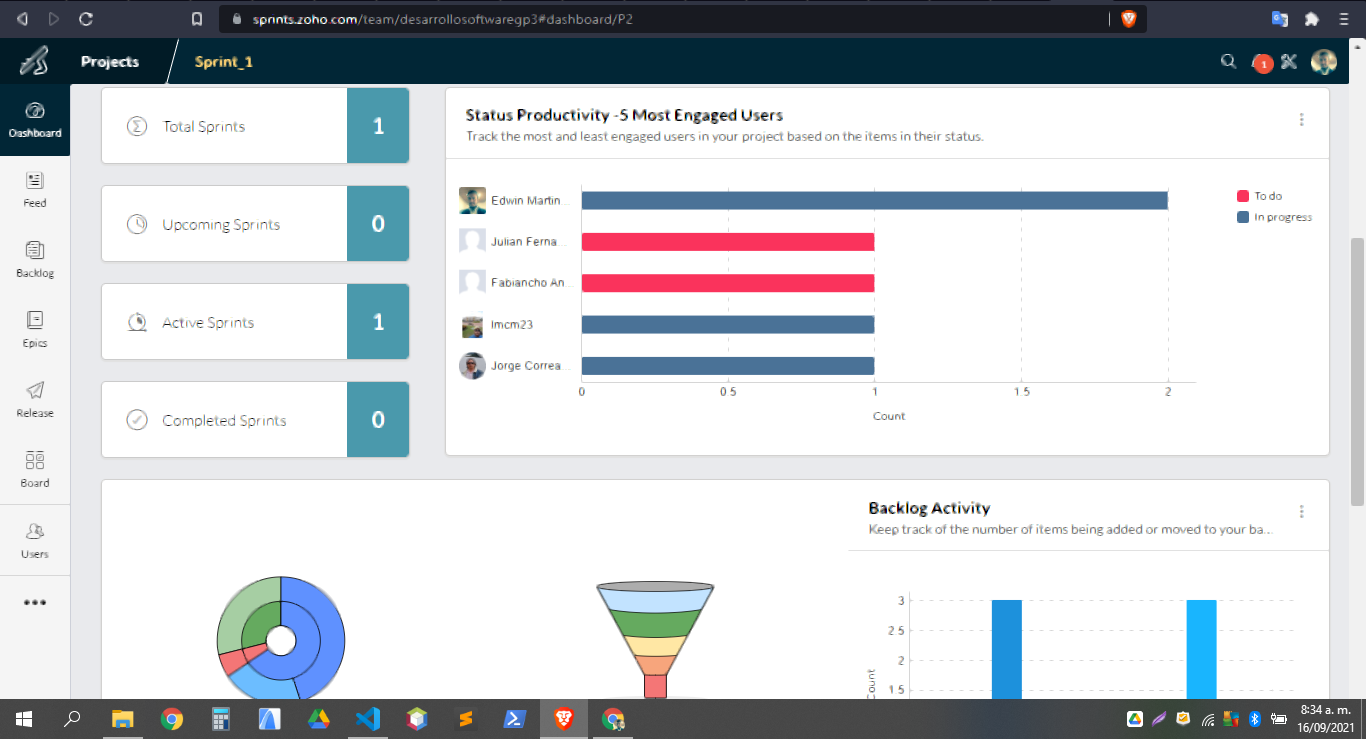 sprints.zoho.com/team/desarrollosoftwaregp3#dashboard/P2
Projects
Sprint_1
1
Dashboard
Feed
Backlog
Epics
Release
Board
Users
Total Sprints
1
Upcoming Sprints
0
Active Sprints
1
Completed Sprints
0
Status Productivity -5 Most Engaged Users
Track the most and least engaged users in your project based on the items in their status.
Edwin Martin...
Julian Ferna...
Fabiancho An...
lmcm23
Jorge Correa...
0 0.5 1 1.5 2
Count
To do
In progress
Backlog Activity
Keep track of the number of items being added or moved to your ba...
3
2.5
2
1.5
Count
8:34 a. m.
16/09/2021